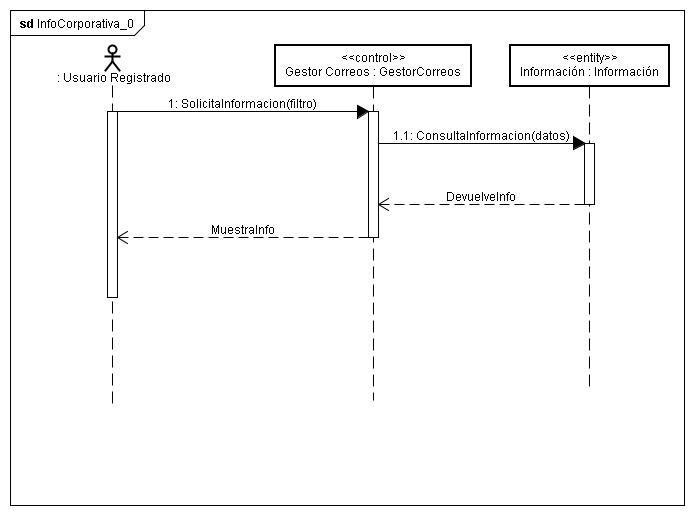 sd InfoCorporativa_0
: Usuario Registrado
<<control>>
Gestor Correos : GestorCorreos
<<entity>>
Información : Información
1: SolicitaInformacion(filtro)
1.1: ConsultaInformacion(datos)
DevuelveInfo
MuestraInfo